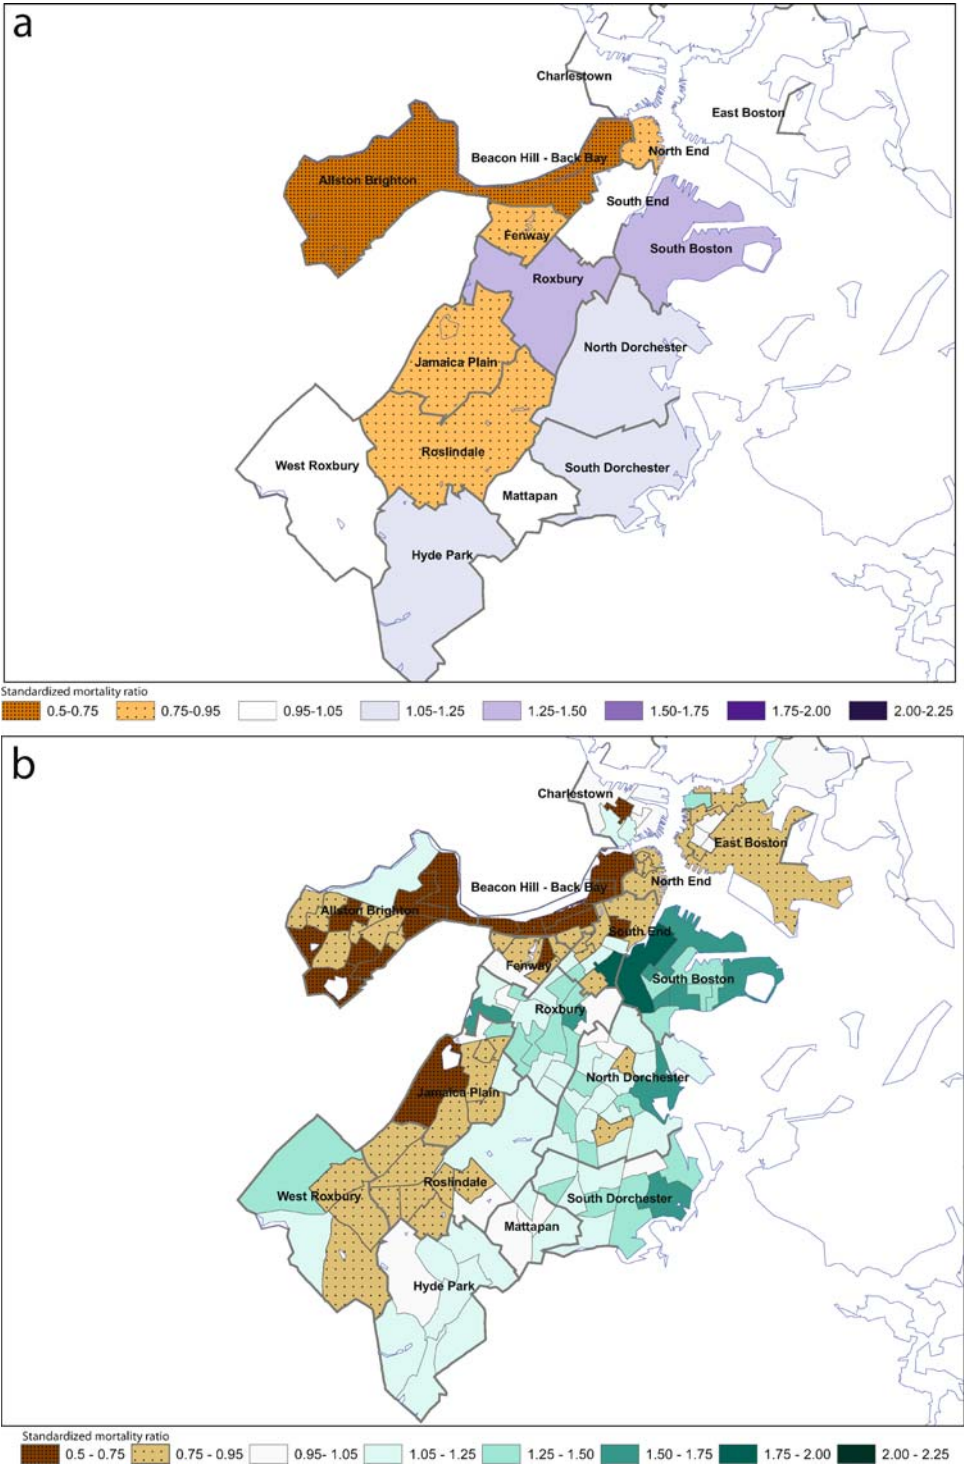 a
Charlestown
East Boston
Beacon Hill - Back Bay
North End
Allston Brighton
South End
Fenway
South Boston
Roxbury
North Dorchester
Jamaica Plain
Roslindale
West Roxbury
South Dorchester
Mattapan
Hyde Park
Standardized mortality ratio
0.5-0.75 0.75-0.95 0.95-1.05 1.05-1.25 1.25-1.50 1.50-1.75 1.75-2.00 2.00-2.25
b
Charlestown
East Boston
Beacon Hill - Back Bay
North End
Allston Brighton
South End
Fenway
South Boston
Roxbury
North Dorchester
Jamaica Plain
Roslindale
West Roxbury
South Dorchester
Mattapan
Hyde Park
Standardized mortality ratio
0.5 - 0.75 0.75 - 0.95 0.95- 1.05 1.05 - 1.25 1.25 - 1.50 1.50 - 1.75 1.75 - 2.00 2.00 - 2.25